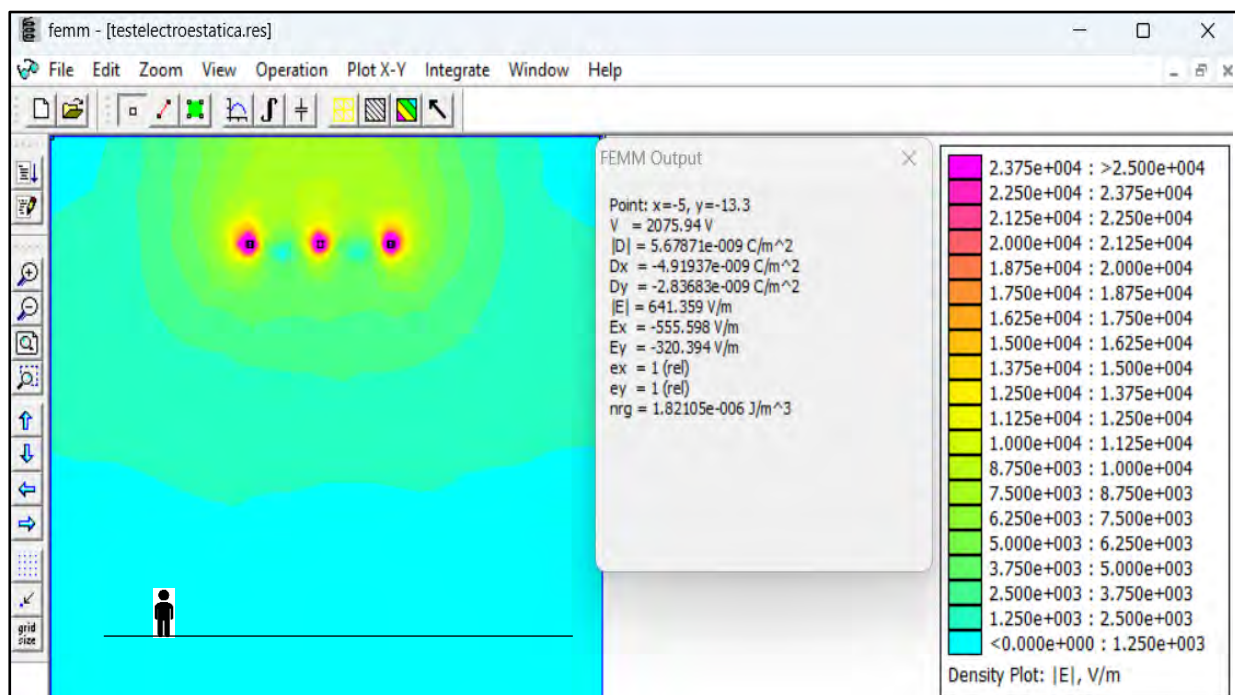 femm - [testelectroestatica.res]
File Edit Zoom View Operation Plot X-Y Integrate Window Help
FEMM Output
Point: x=-5, y=-13.3
V = 2075.94 V
|D| = 5.67871e-009 C/m^2
Dx = -4.91937e-009 C/m^2
Dy = -2.83683e-009 C/m^2
|E| = 641.359 V/m
Ex = -555.598 V/m
Ey = -320.394 V/m
ex = 1 (rel)
ey = 1 (rel)
nrg = 1.82105e-006 J/m^3
2.375e+004 : >2.500e+004
2.250e+004 : 2.375e+004
2.125e+004 : 2.250e+004
2.000e+004 : 2.125e+004
1.875e+004 : 2.000e+004
1.750e+004 : 1.875e+004
1.625e+004 : 1.750e+004
1.500e+004 : 1.625e+004
1.375e+004 : 1.500e+004
1.250e+004 : 1.375e+004
1.125e+004 : 1.250e+004
1.000e+004 : 1.125e+004
8.750e+003 : 1.000e+004
7.500e+003 : 8.750e+003
6.250e+003 : 7.500e+003
5.000e+003 : 6.250e+003
3.750e+003 : 5.000e+003
2.500e+003 : 3.750e+003
1.250e+003 : 2.500e+003
<0.000e+000 : 1.250e+003
Density Plot: |E|, V/m
grid
size